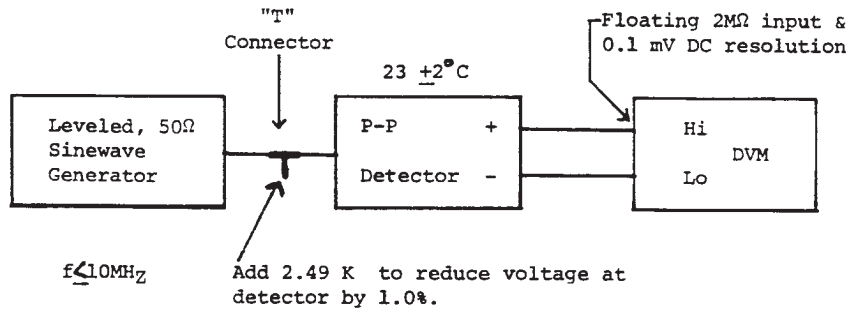 "T"
Connector
Floating 2MΩ input &
0.1 mV DC resolution
23 ±2°C
Leveled, 50Ω
Sinewave
Generator
P-P +
Detector -
Hi
DVM
Lo
f≤10MHz
Add 2.49 K to reduce voltage at
detector by 1.0%.